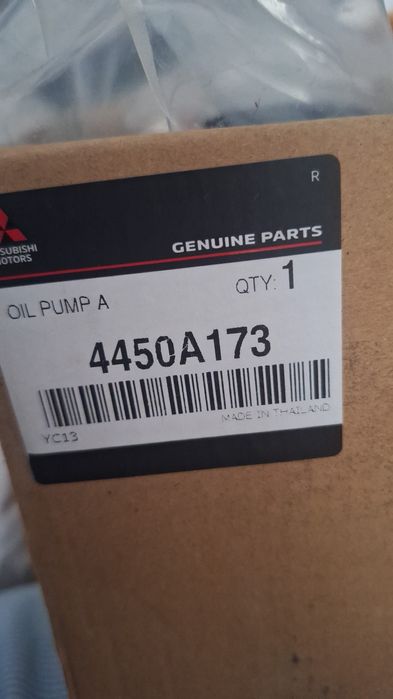 R
SUBISHI
OTORS
GENUINE PARTS
OIL PUMP A
QTY: 1
4450A173
YC13
MADE IN THAILAND